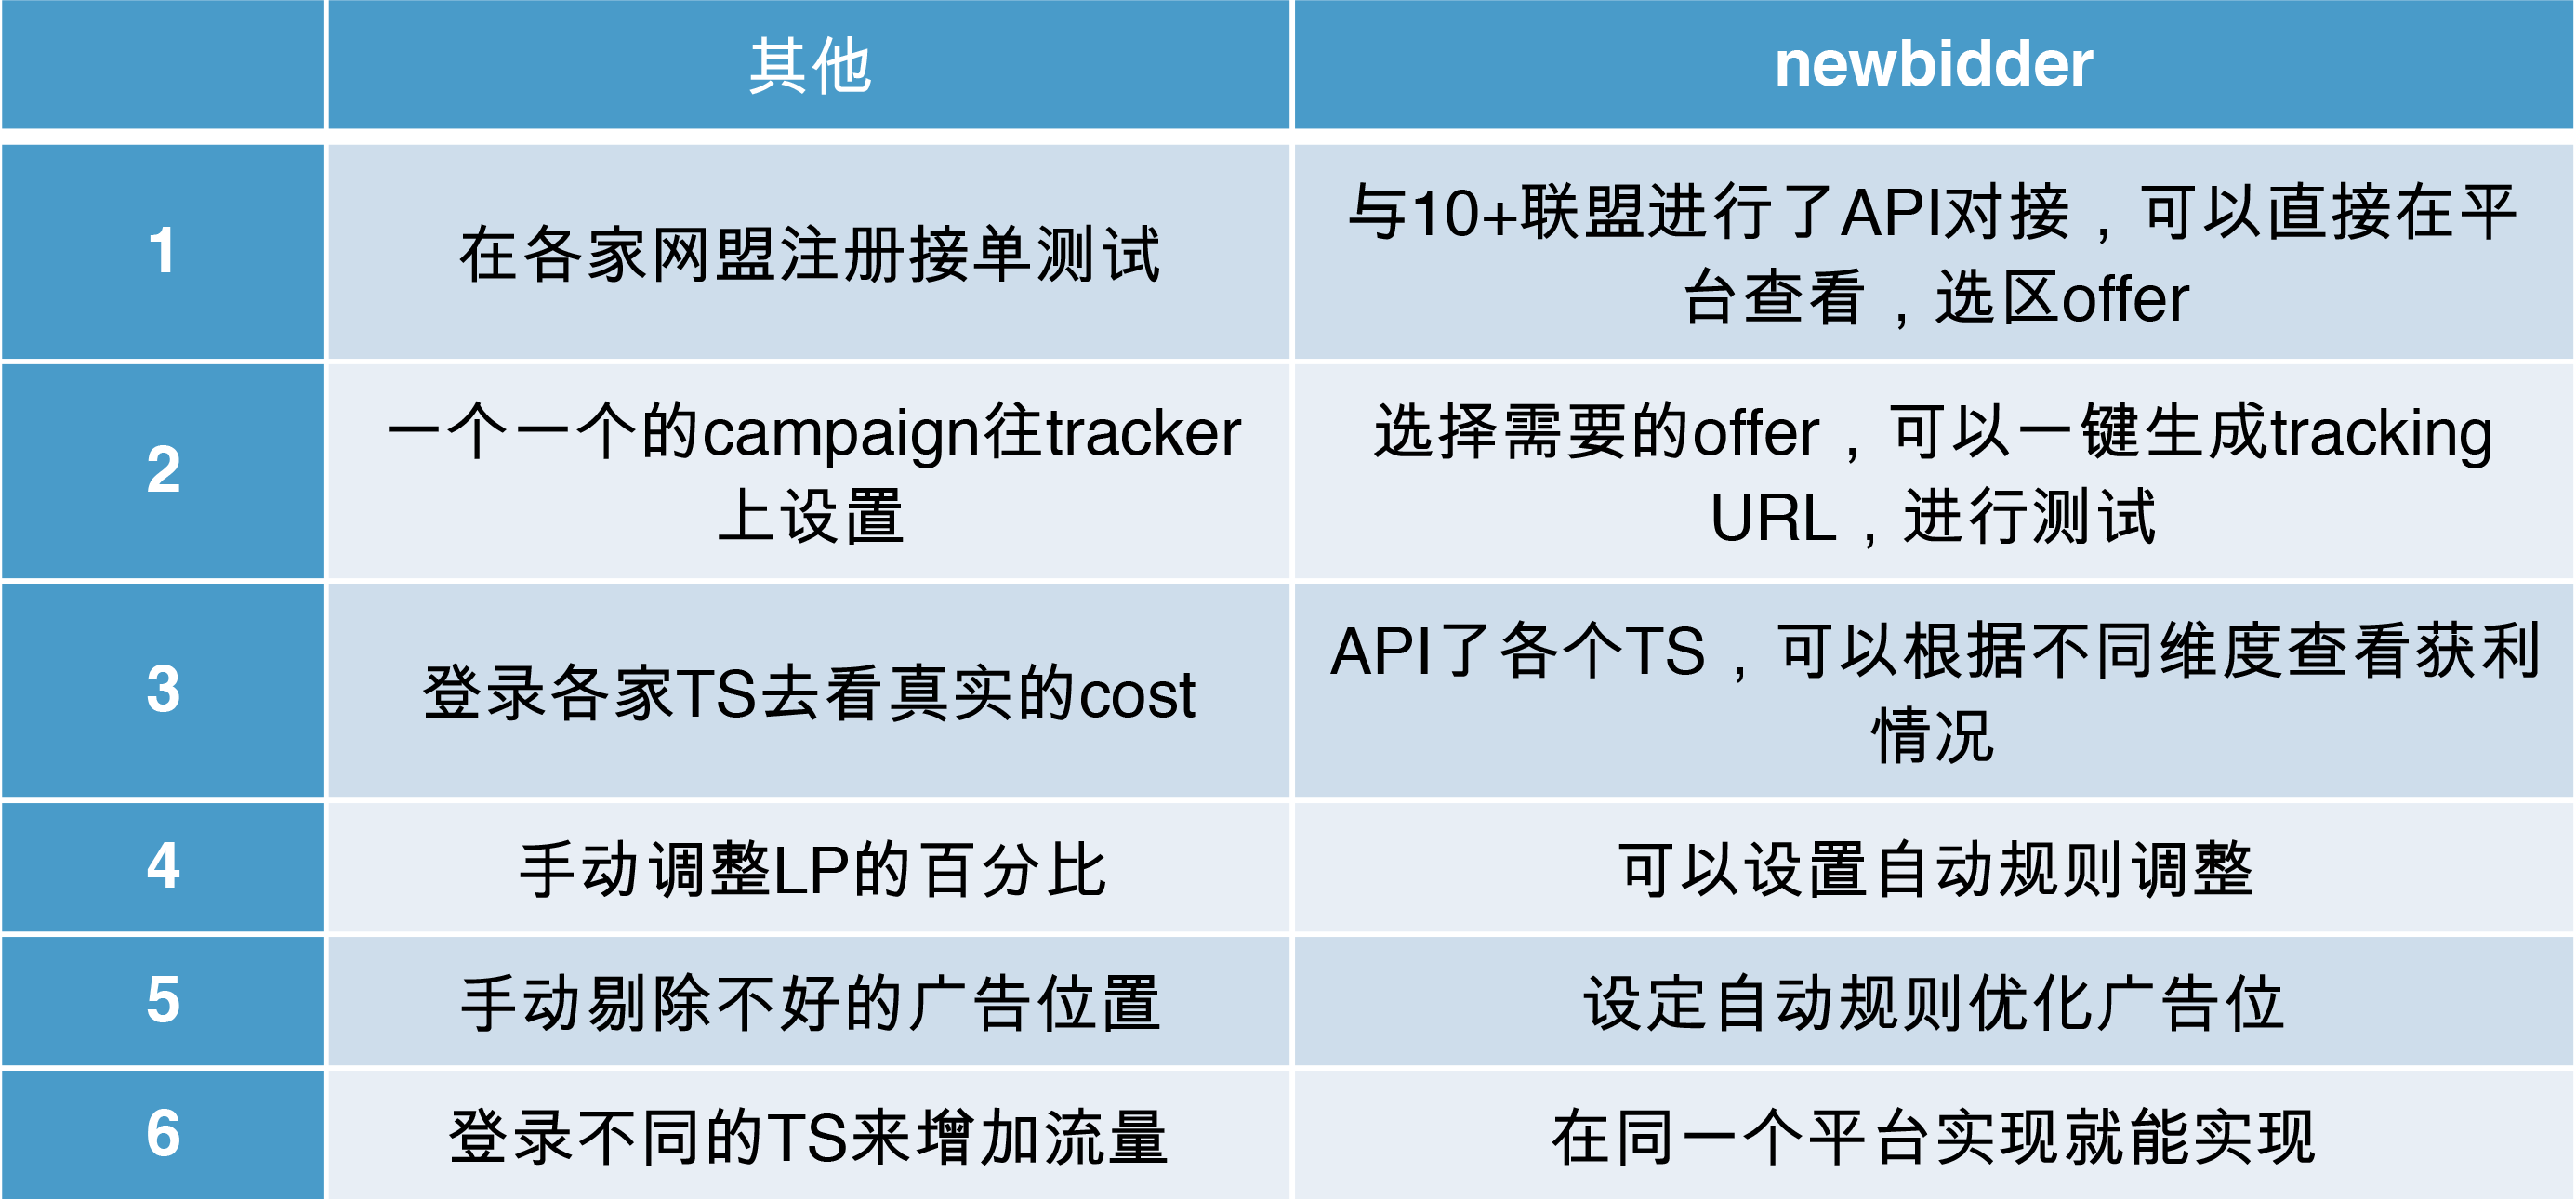 其他
newbidder
1
在各家网盟注册接单测试
与10+联盟进行了API对接，可以直接在平
台查看，选区offer
2
一个一个的campaign往tracker
上设置
选择需要的offer，可以一键生成tracking
URL，进行测试
3
登录各家TS去看真实的cost
API了各个TS，可以根据不同维度查看获利
情况
4
手动调整LP的百分比
可以设置自动规则调整
5
手动剔除不好的广告位置
设定自动规则优化广告位
6
登录不同的TS来增加流量
在同一个平台实现就能实现